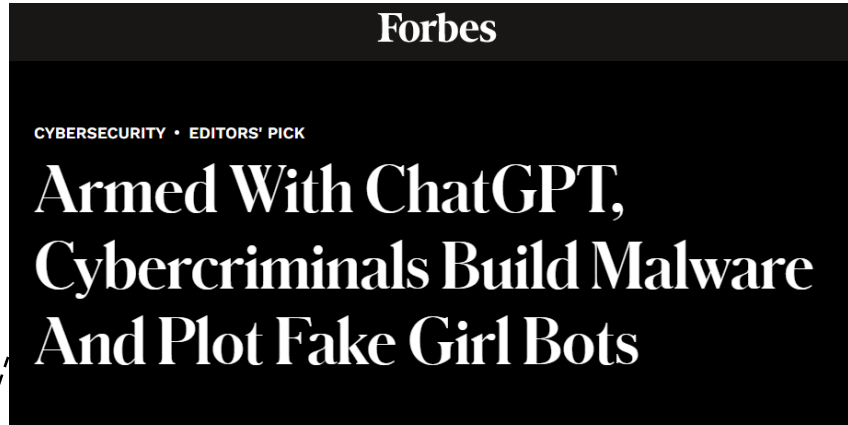 Forbes
CYBERSECURITY • EDITORS' PICK
Armed With ChatGPT,
Cybercriminals Build Malware
And Plot Fake Girl Bots